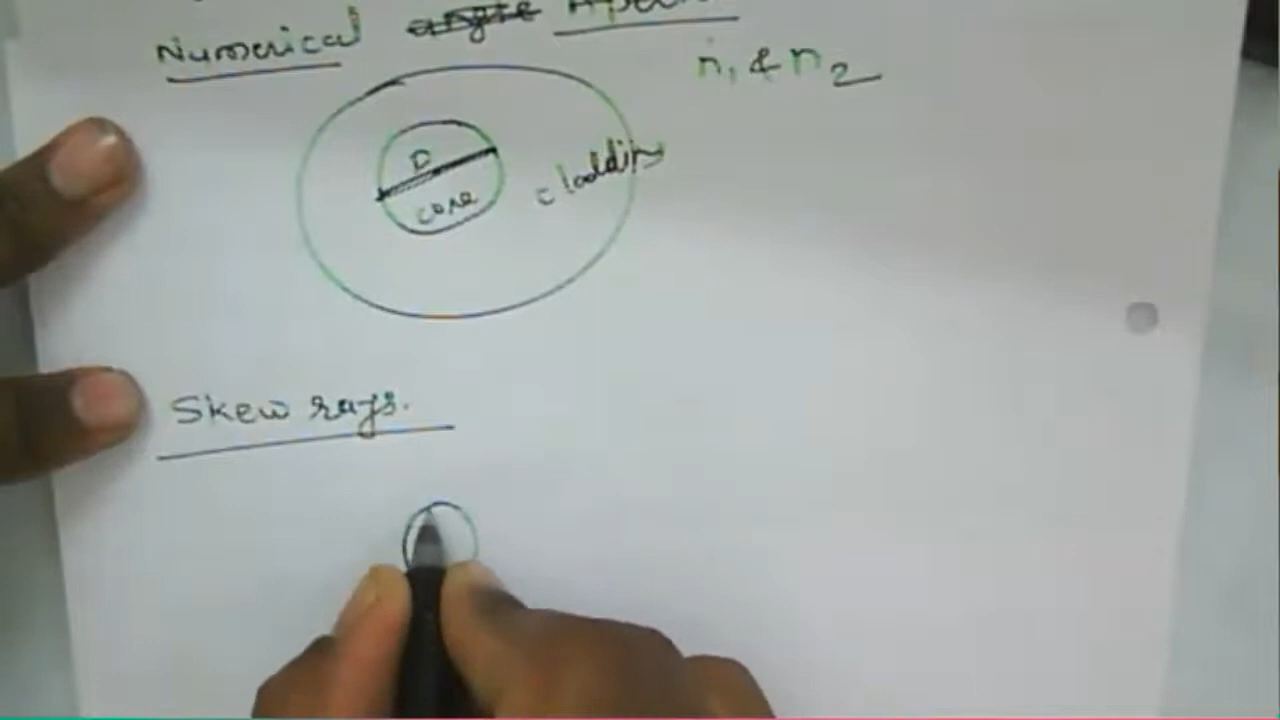 Numerical
n₁ & n₂
D
core
cladding
Skew rays.